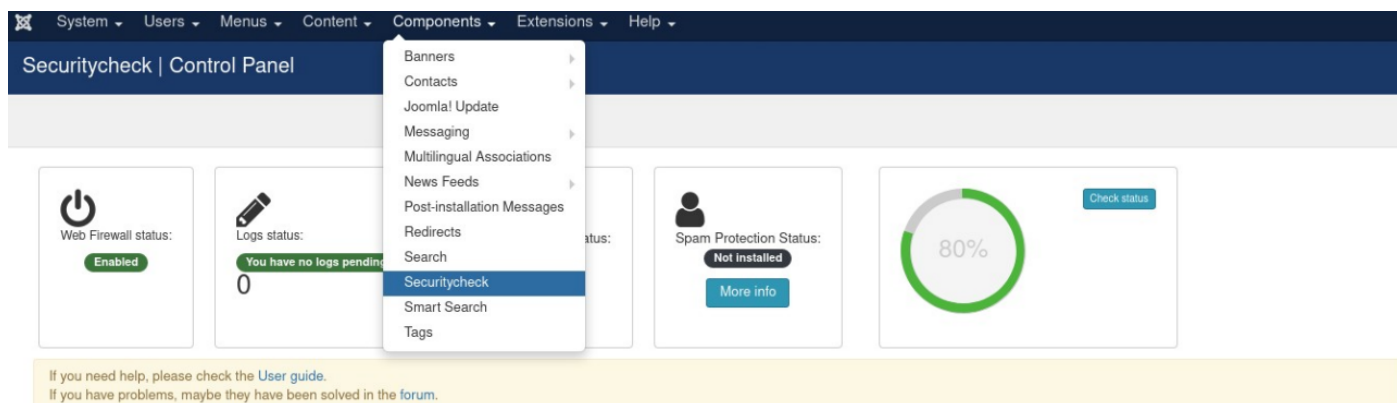 System Users Menus Content Components Extensions Help
Securitycheck | Control Panel
Banners
Contacts
Joomla! Update
Messaging
Multilingual Associations
News Feeds
Post-installation Messages
Redirects
Search
Securitycheck
Smart Search
Tags
Web Firewall status:
Enabled
Logs status:
You have no logs pending
0
Spam Protection Status:
Not installed
More info
80%
Check status
If you need help, please check the User guide.
If you have problems, maybe they have been solved in the forum.